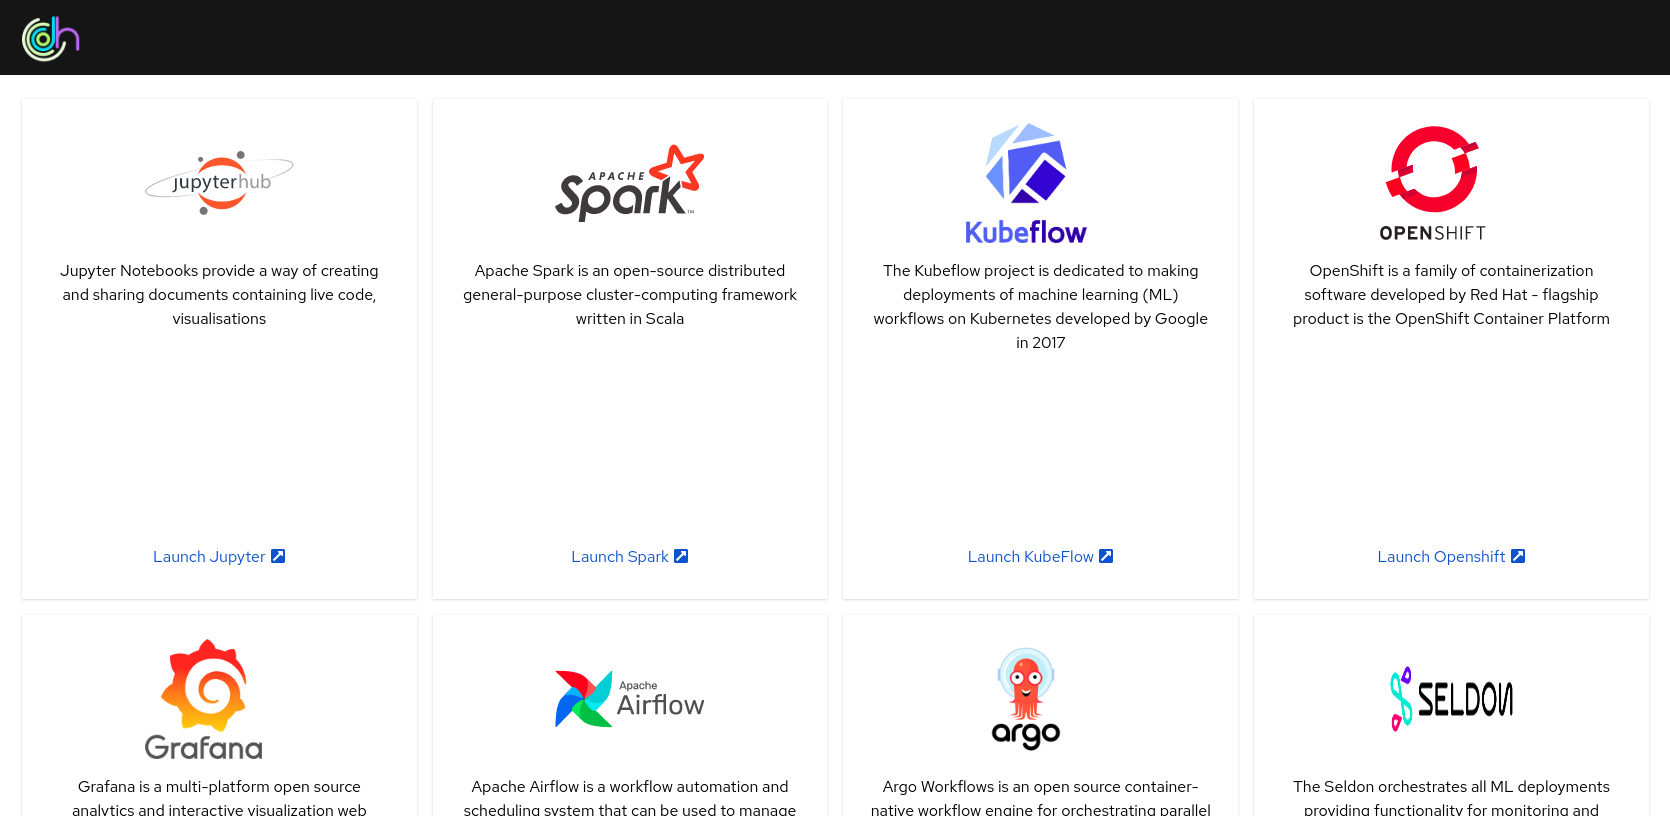 odh
jupyterhub
Jupyter Notebooks provide a way of creating
and sharing documents containing live code,
visualisations
Launch Jupyter
APACHE
Spark™
Apache Spark is an open-source distributed
general-purpose cluster-computing framework
written in Scala
Launch Spark
Kubeflow
The Kubeflow project is dedicated to making
deployments of machine learning (ML)
workflows on Kubernetes developed by Google
in 2017
Launch KubeFlow
OPENSHIFT
OpenShift is a family of containerization
software developed by Red Hat - flagship
product is the OpenShift Container Platform
Launch Openshift
Grafana
Grafana is a multi-platform open source
analytics and interactive visualization web
Apache
Airflow
Apache Airflow is a workflow automation and
scheduling system that can be used to manage
argo
Argo Workflows is an open source container-
native workflow engine for orchestrating parallel
SELDON
The Seldon orchestrates all ML deployments
providing functionality for monitoring and